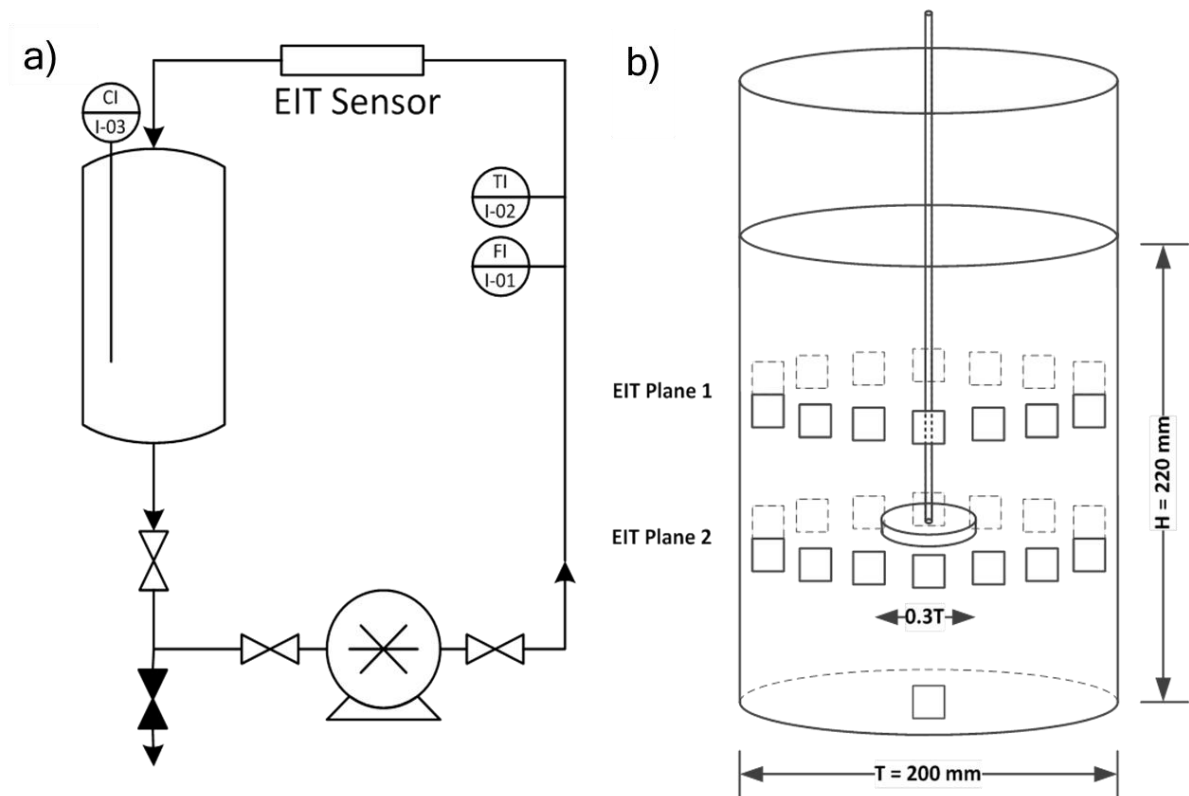 a)
EIT Sensor
CI
I-03
TI
I-02
FI
I-01
b)
EIT Plane 1
EIT Plane 2
0.3T
H = 220 mm
T = 200 mm